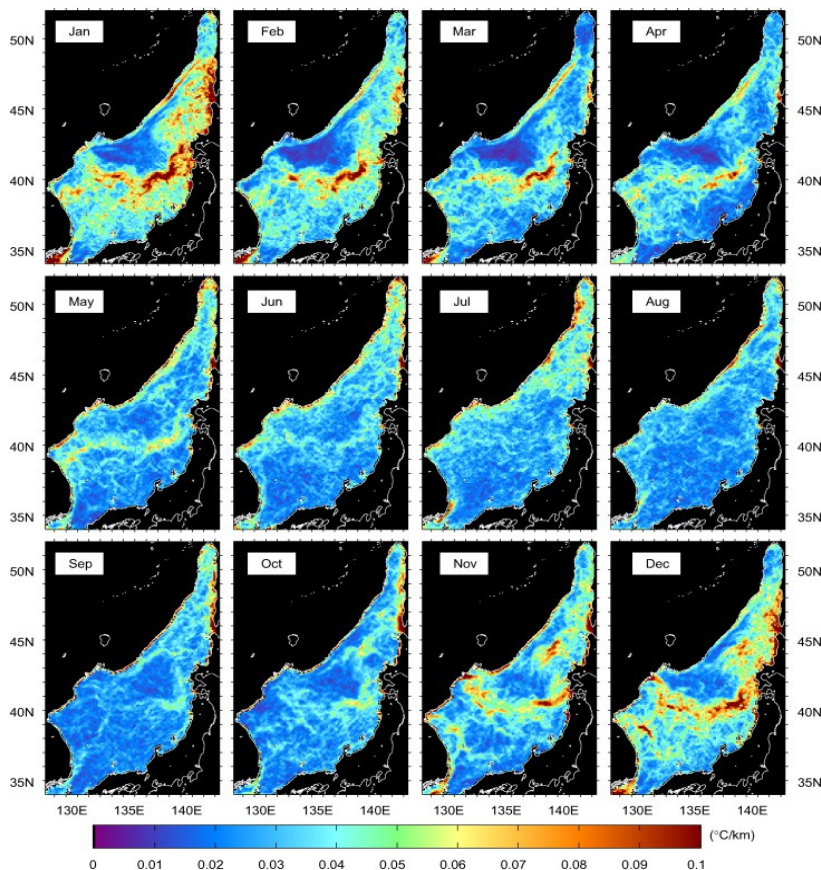 Jan Feb Mar Apr
50N 50N
45N 45N
40N 40N
35N 35N
May Jun Jul Aug
50N 50N
45N 45N
40N 40N
35N 35N
Sep Oct Nov Dec
50N 50N
45N 45N
40N 40N
35N 35N
130E 135E 140E 130E 135E 140E 130E 135E 140E 130E 135E 140E
(°C/km)
0 0.01 0.02 0.03 0.04 0.05 0.06 0.07 0.08 0.09 0.1